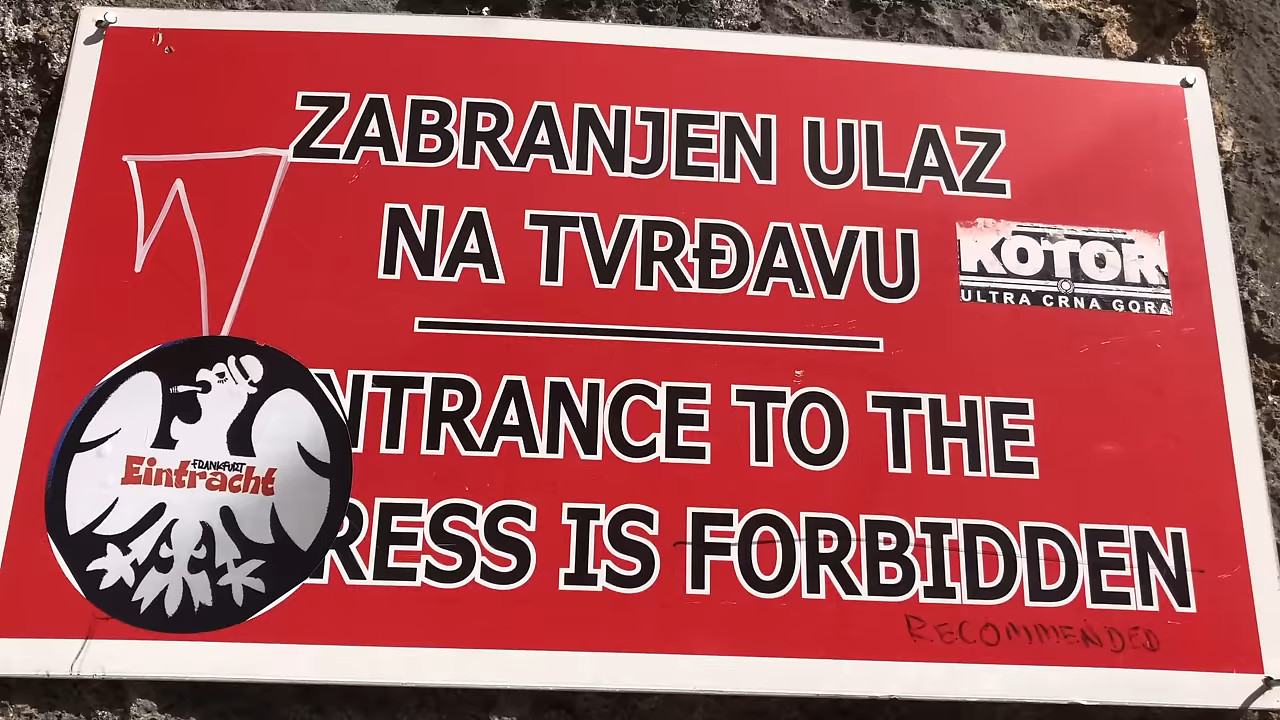 ZABRANJEN ULAZ
NA TVRĐAVU
KOTOR
ULTRA CRNA GORA
NTRANCE TO THE
RESS IS FORBIDDEN
RECOMMENDED
FRANKFURT
Eintracht